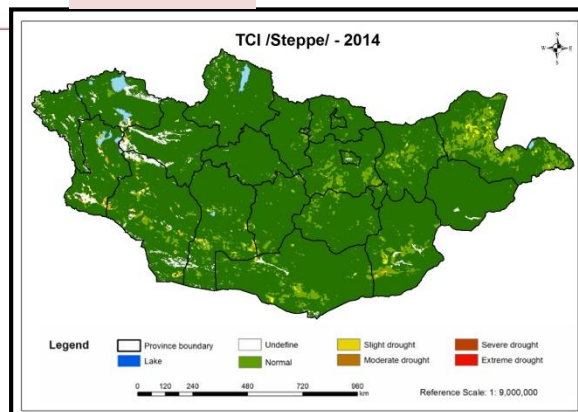 TCI /Steppe/ - 2014
N
W E
S
Legend
Province boundary
Undefine
Slight drought
Severe drought
Lake
Normal
Moderate drought
Extreme drought
0 60 120 240 480 720 960
km
Reference Scale: 1: 9,000,000